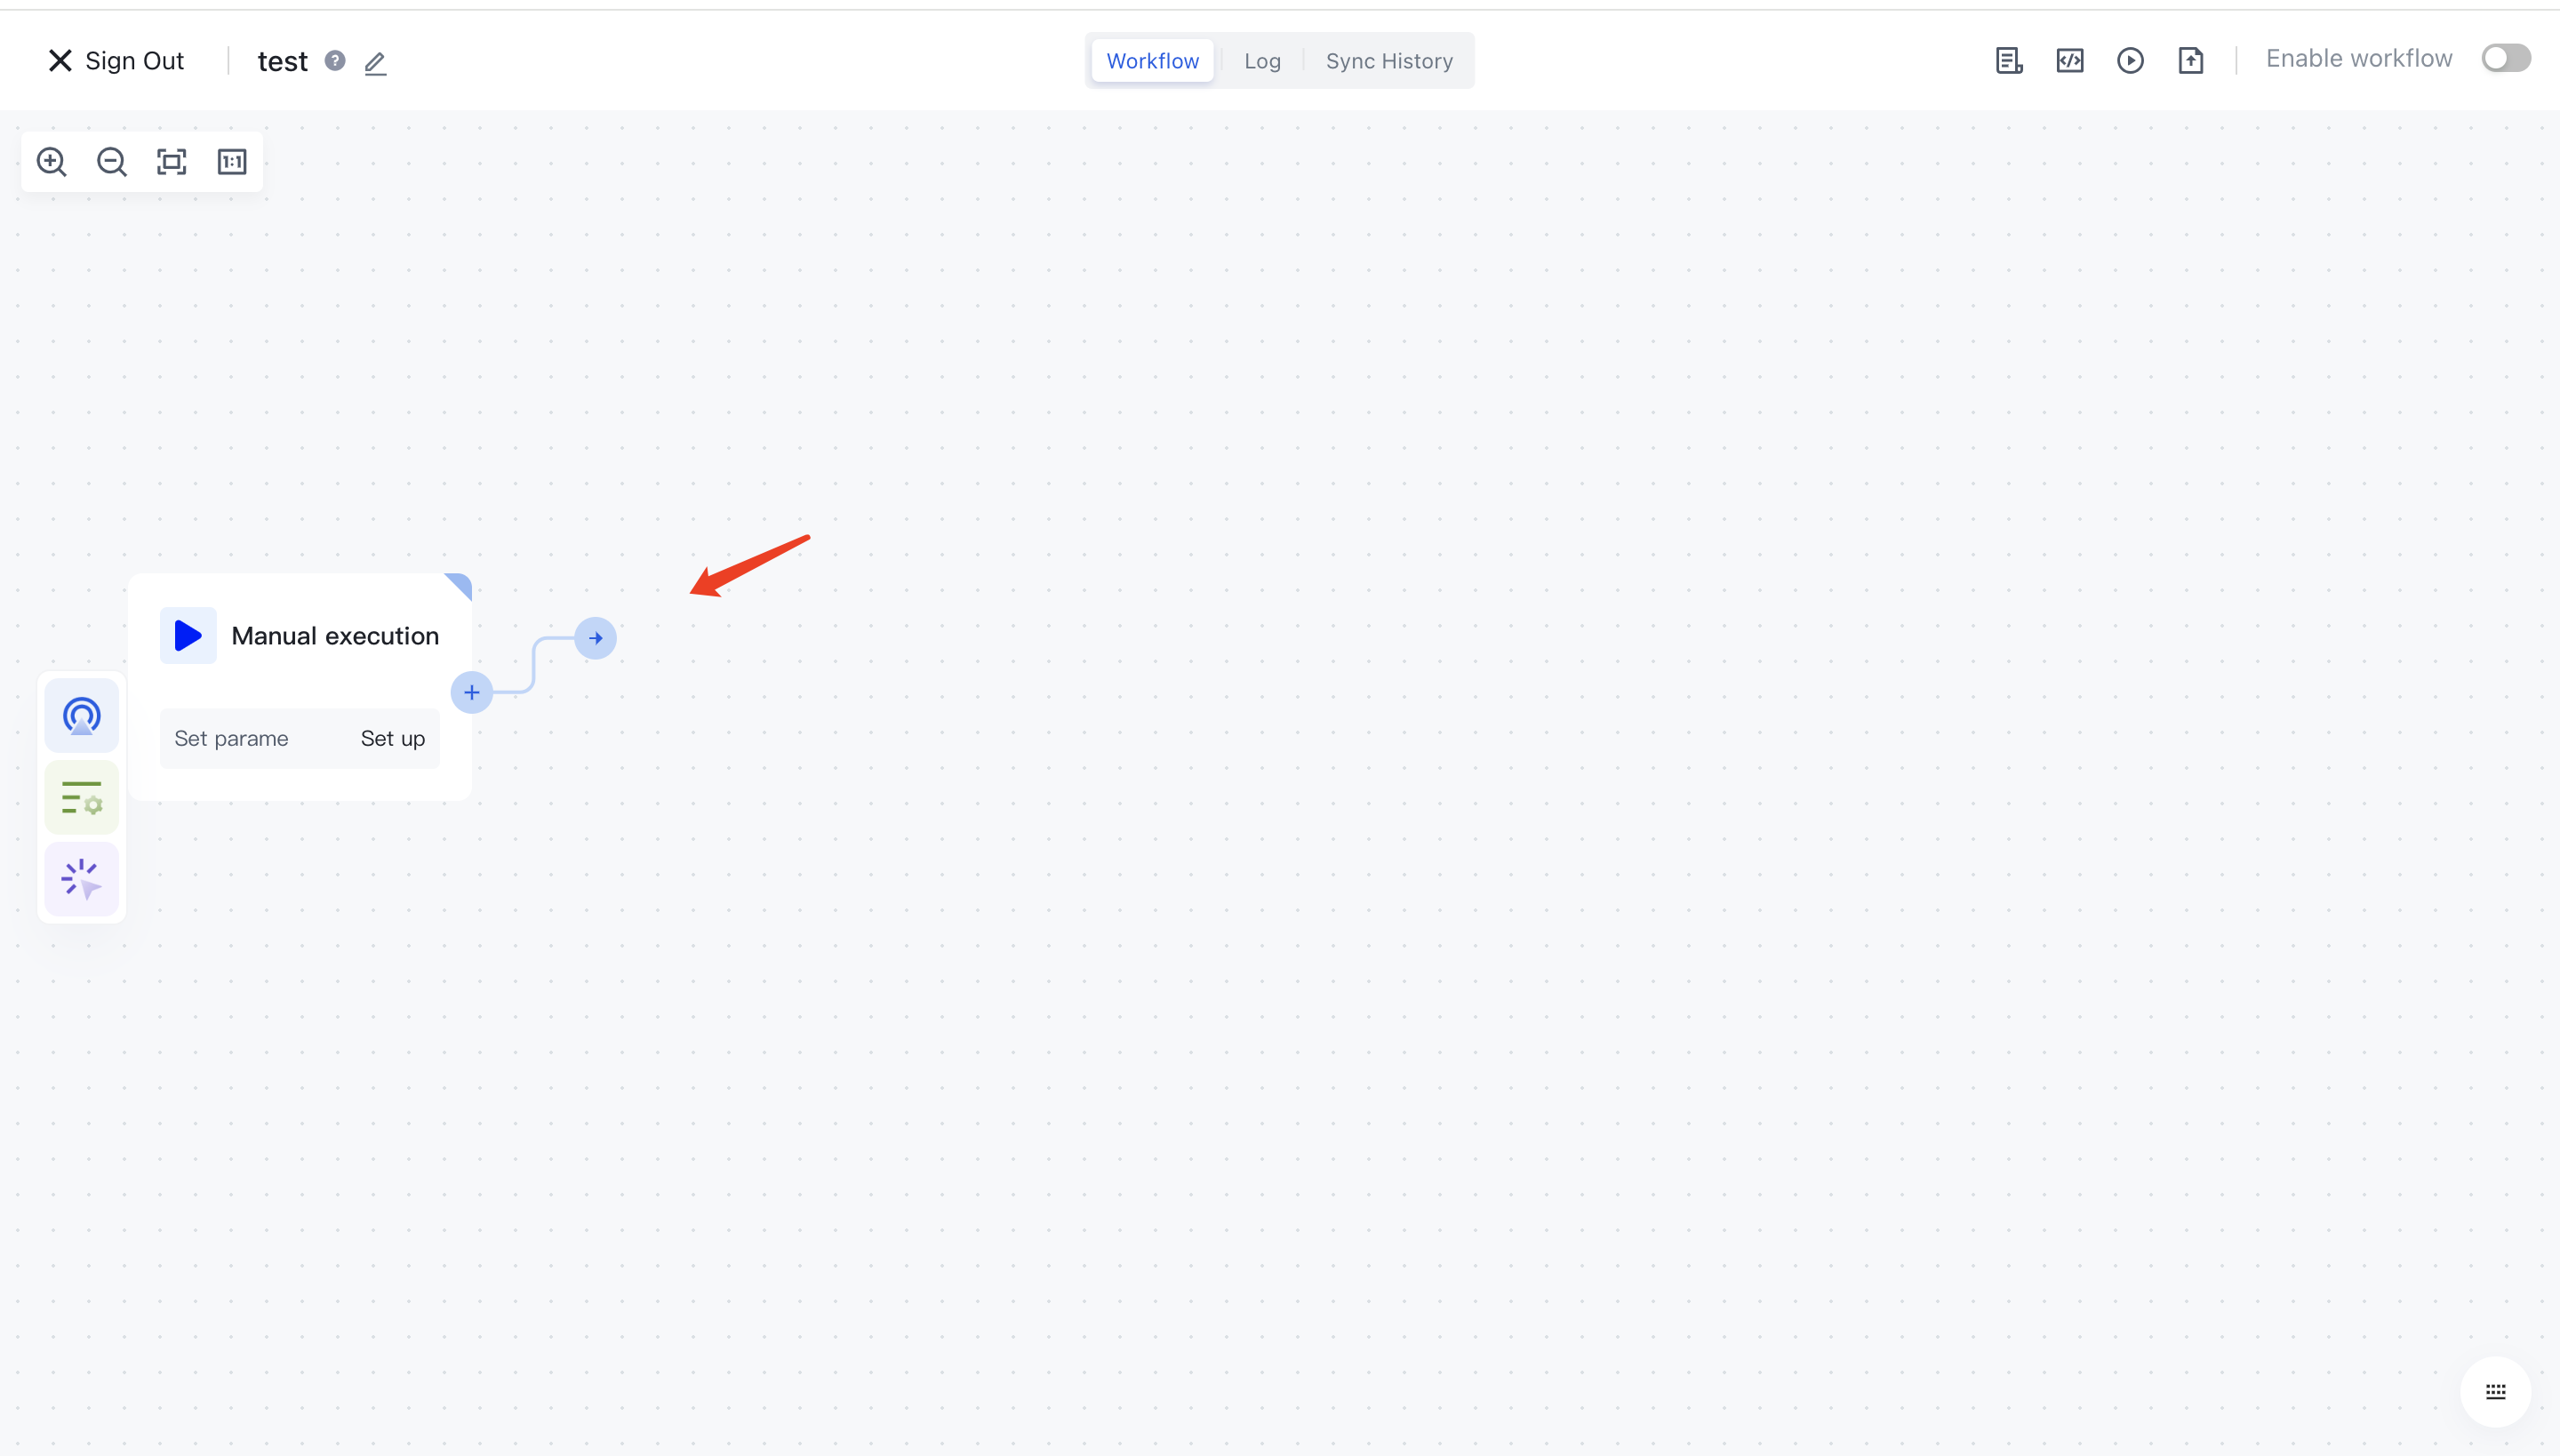 Sign Out
test
Workflow
Log
Sync History
Enable workflow
1:1
Manual execution
Set parame
Set up